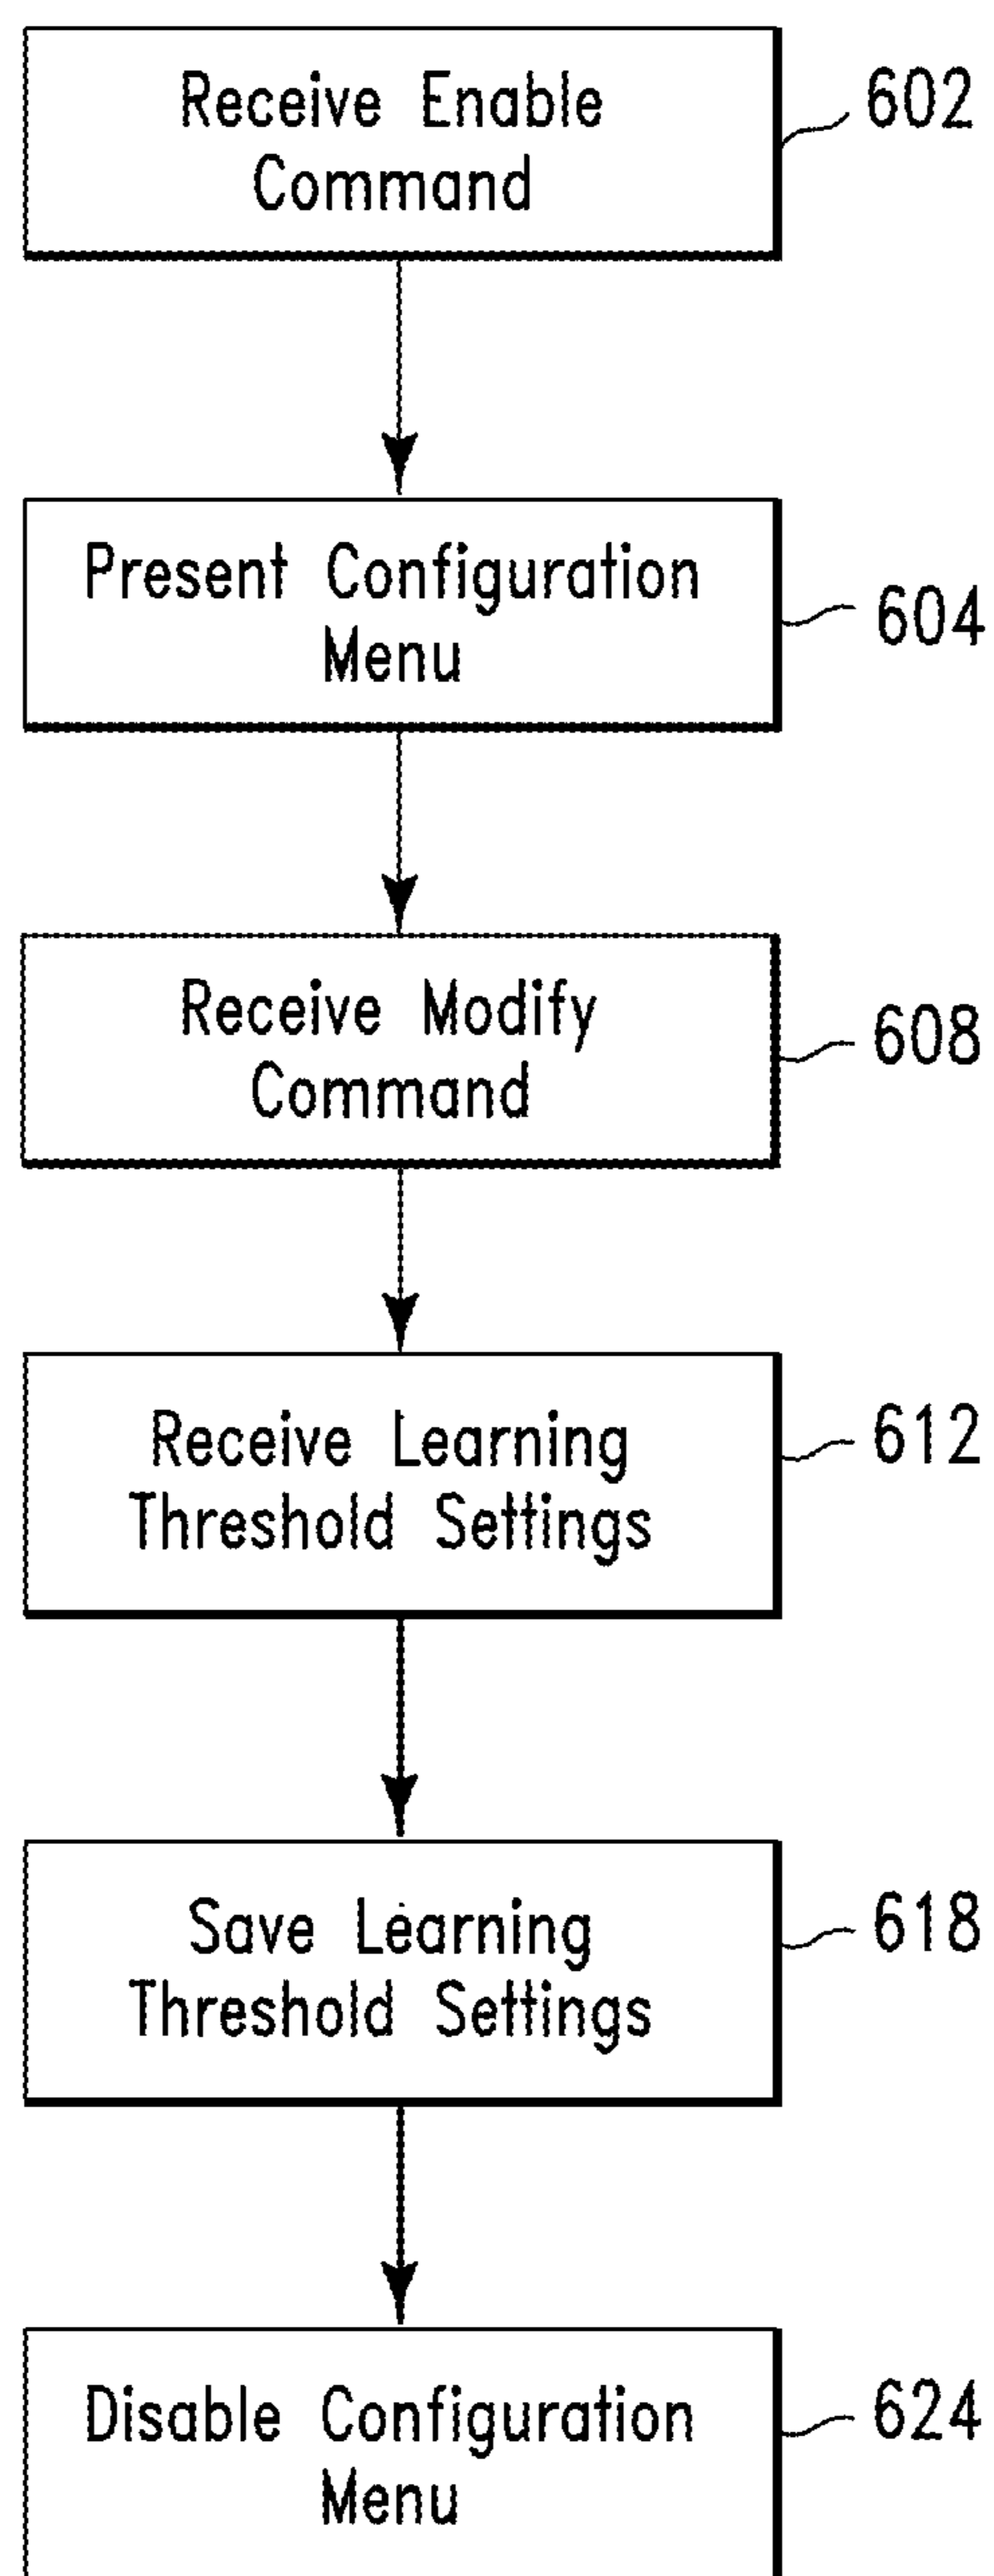 Receive Enable
Command
602
Present Configuration
Menu
604
Receive Modify
Command
608
Receive Learning
Threshold Settings
612
Save Learning
Threshold Settings
618
Disable Configuration
Menu
624